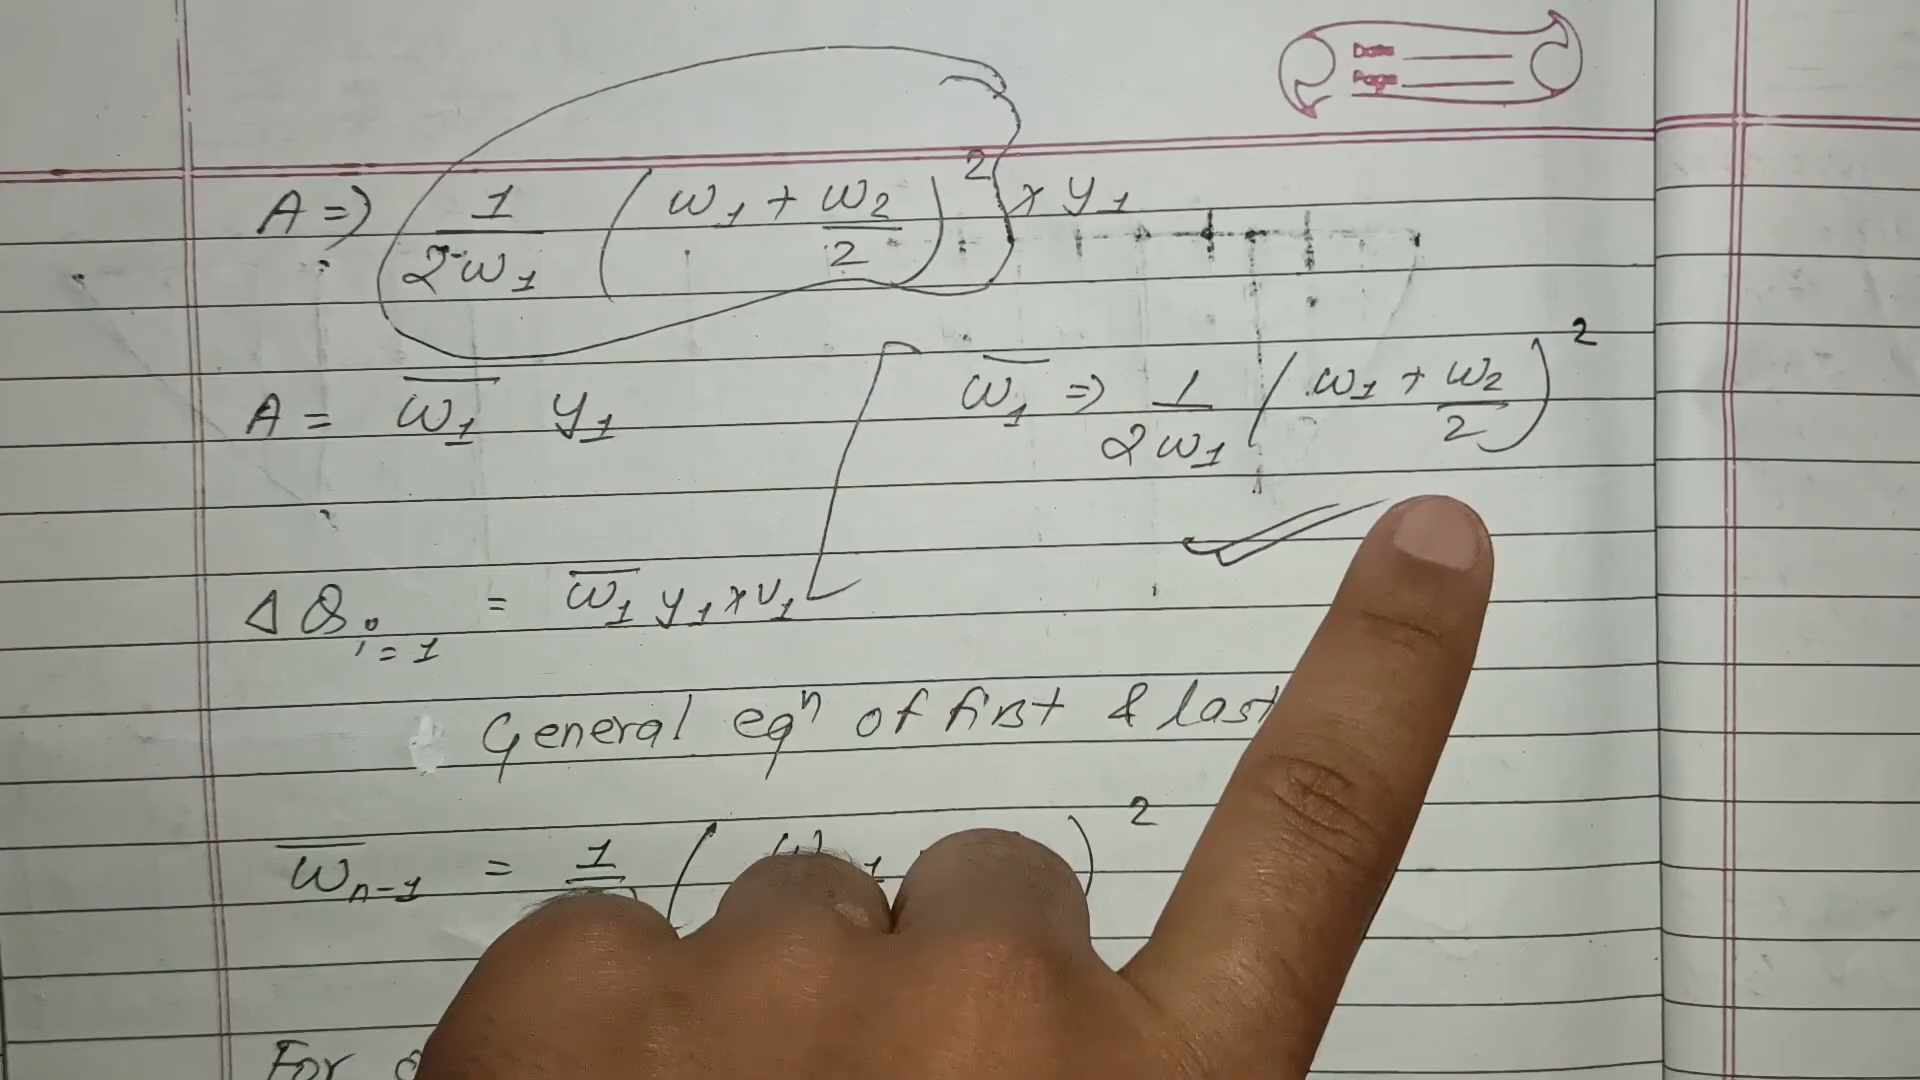 Date
Page
A => 1/2w1 (w1 + w2/2)^2 x y1
A = w̅1 y1
w̅1 => 1/2w1 (w1 + w2/2)^2
ΔQi=1 = w̅1 y1 x v1
General eqn of first & last
w̅n-1 = 1 ( )^2
For